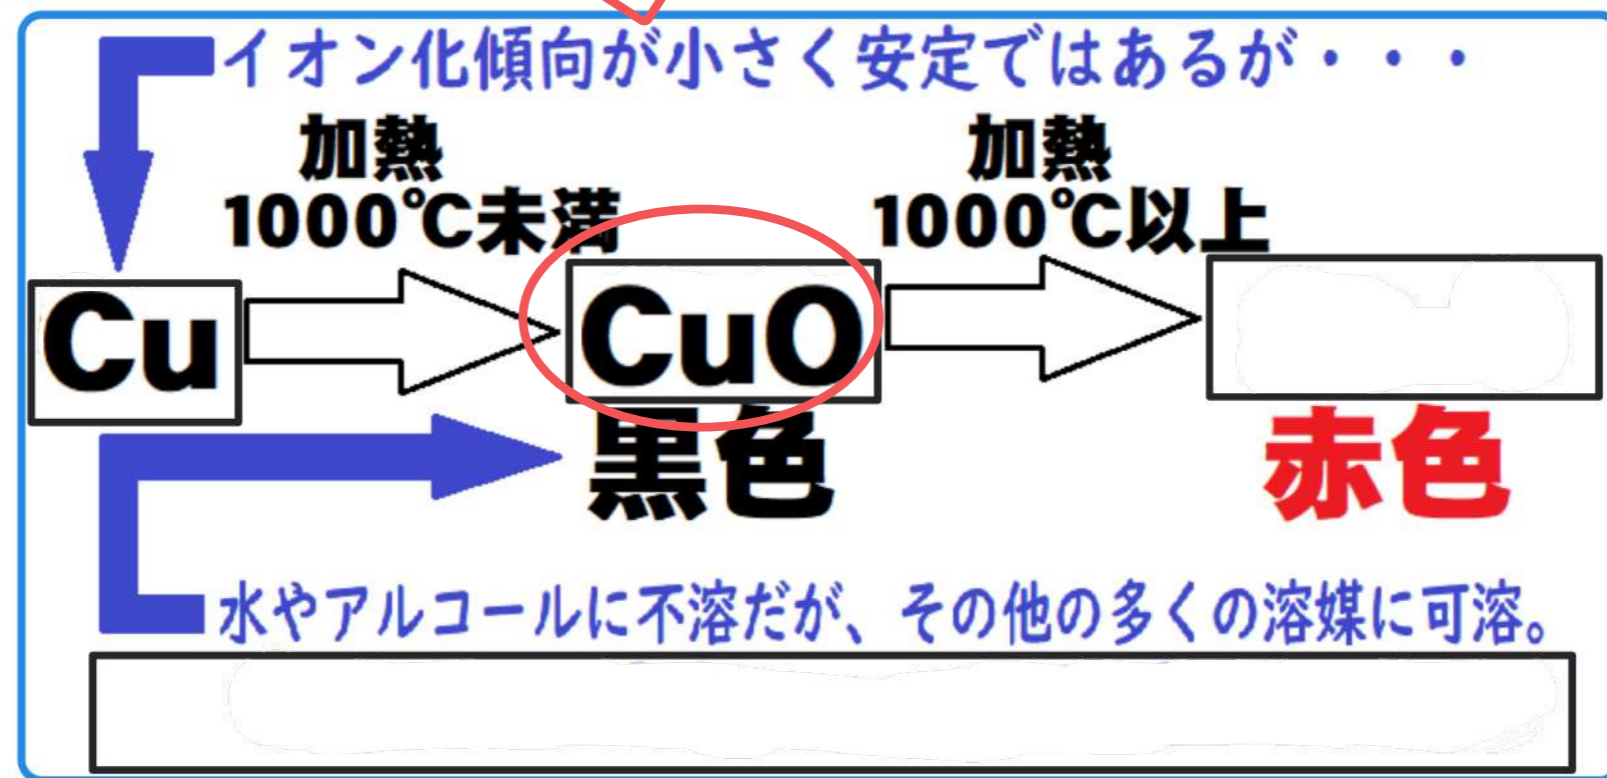 イオン化傾向が小さく安定ではあるが・・・
加熱
1000℃未満
加熱
1000℃以上
Cu
CuO
黒色
赤色
水やアルコールに不溶だが、その他の多くの溶媒に可溶。